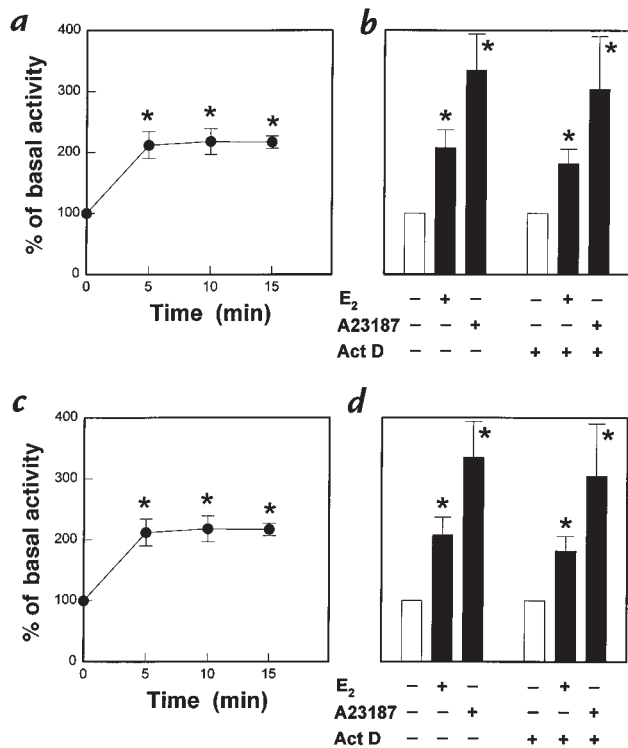 a
400
300
200
100
0
% of basal activity
* * *
0 5 10 15
Time (min)
b
* * * *
E2 – + – – + –
A23187 – – + – – +
Act D – – – + + +
c
400
300
200
100
0
% of basal activity
* * *
0 5 10 15
Time (min)
d
* * * *
E2 – + – – + –
A23187 – – + – – +
Act D – – – + + +